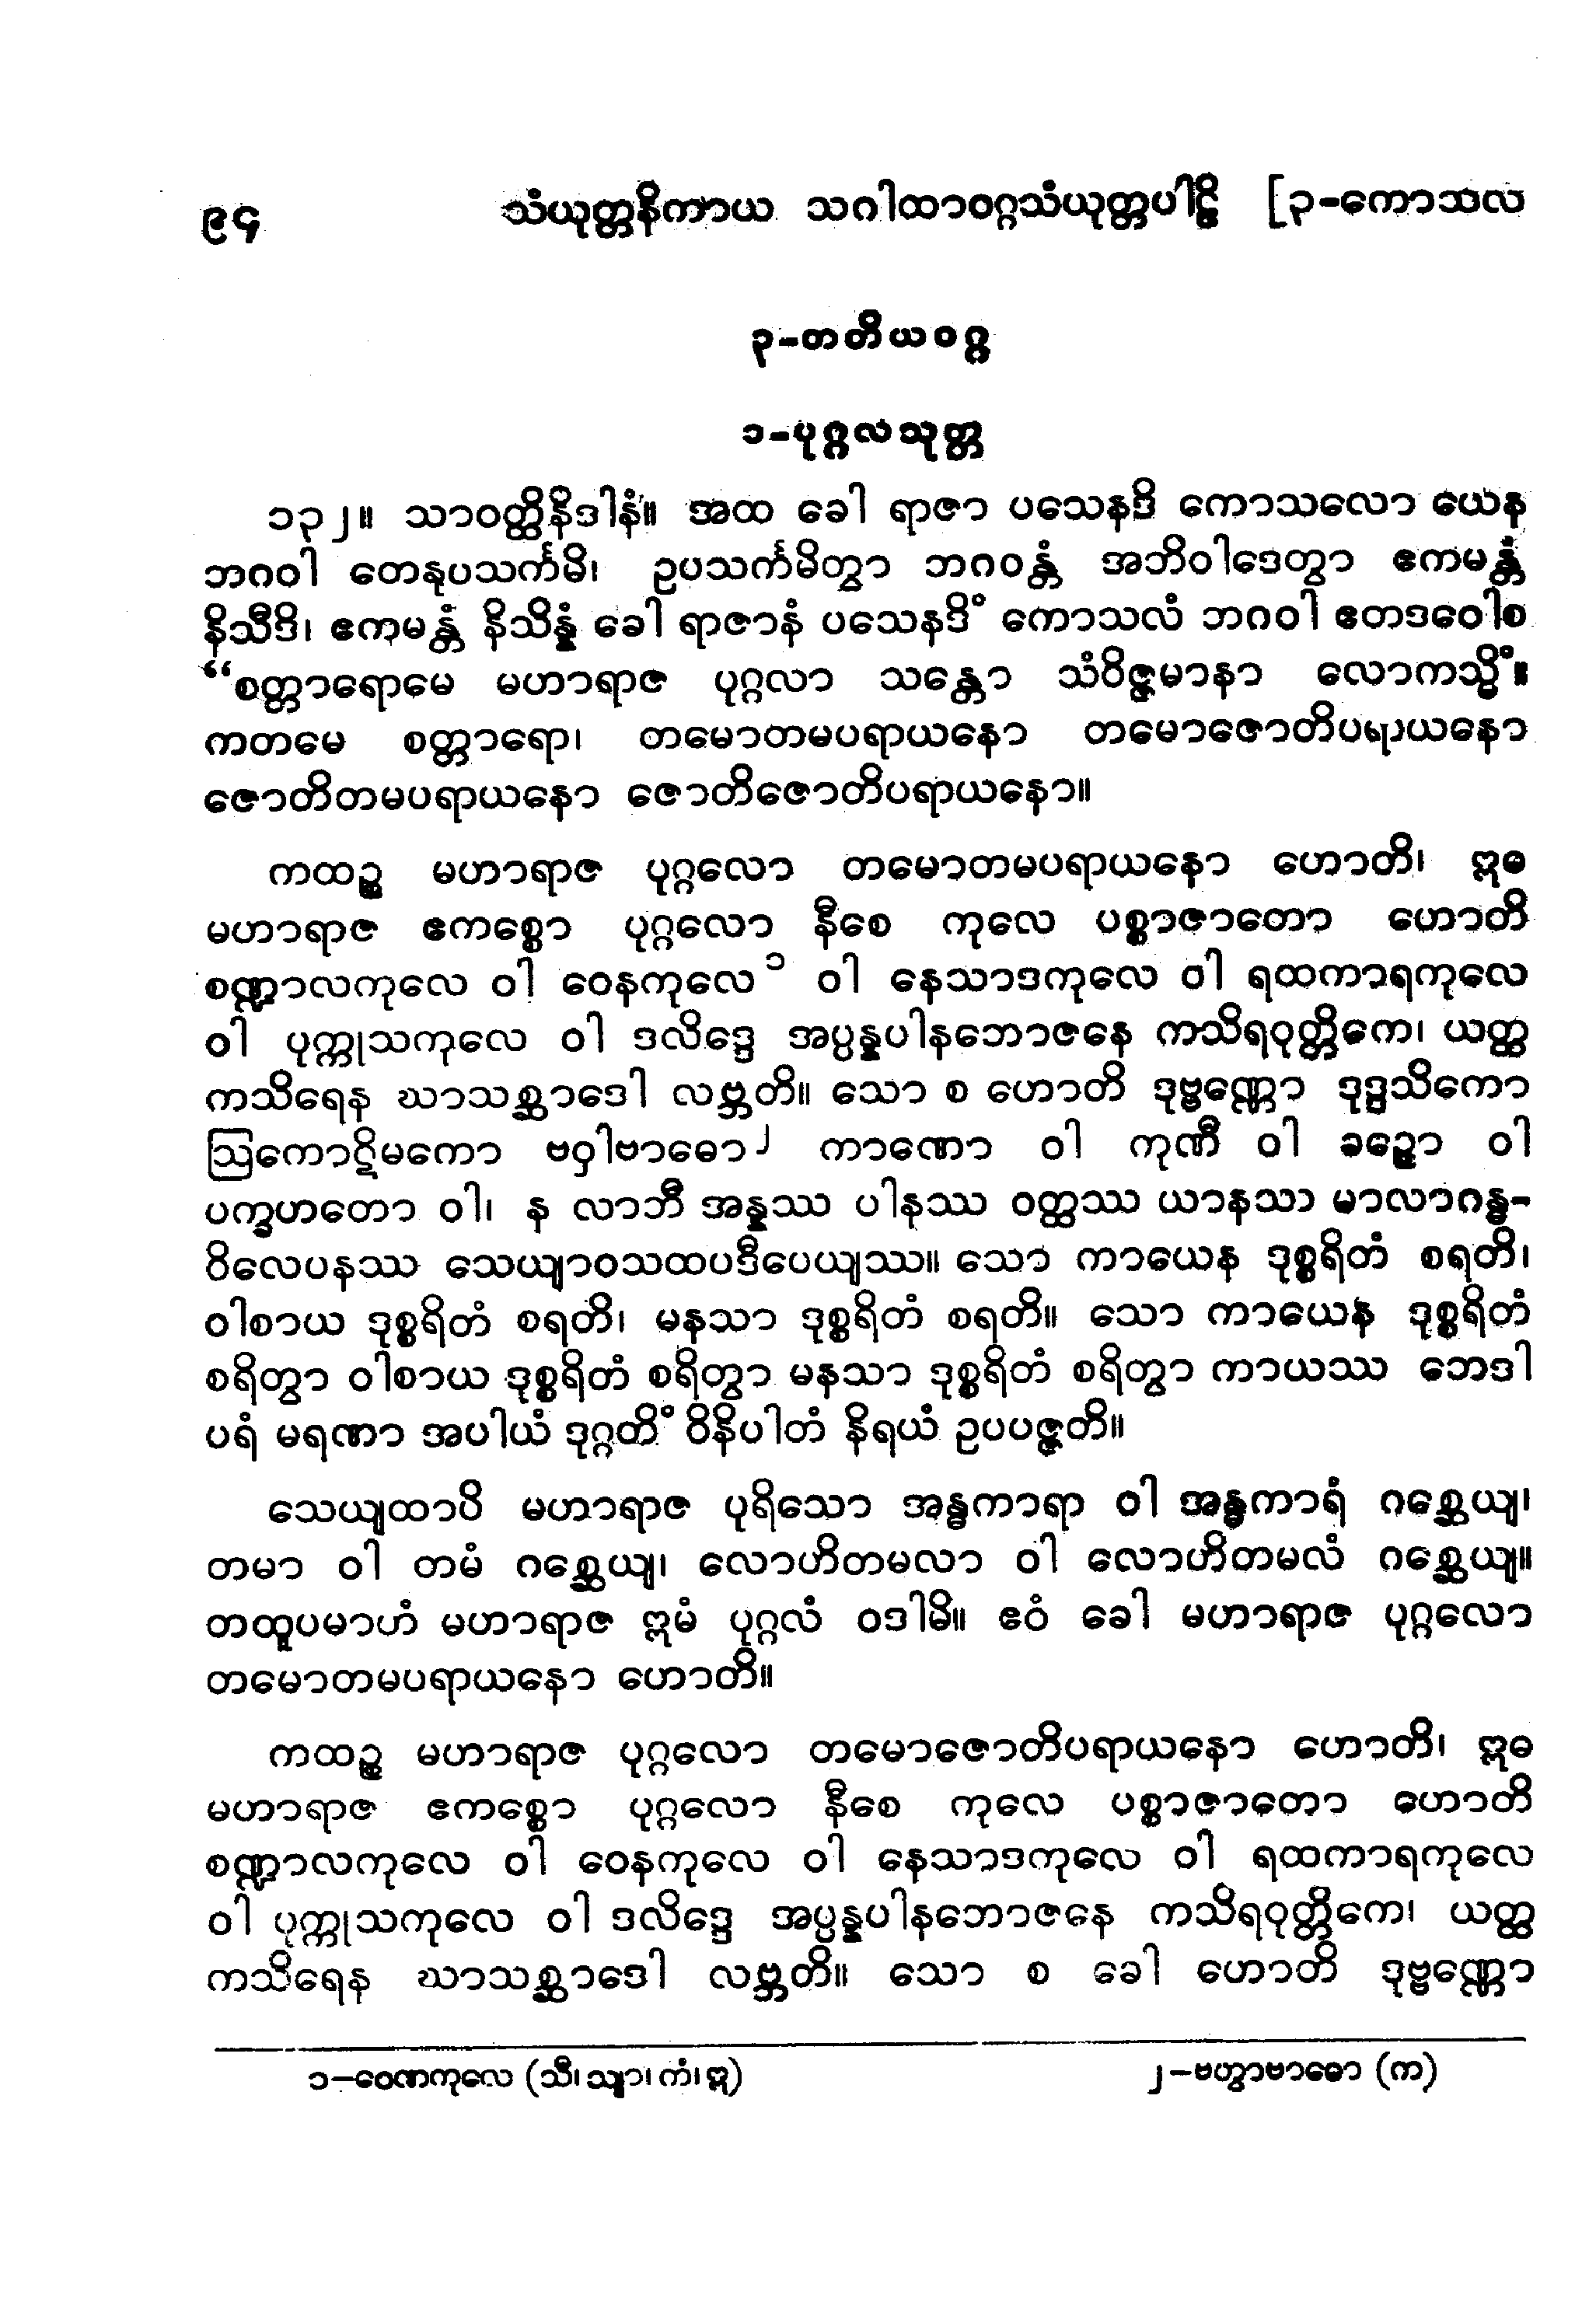 ၉၄ သံယုတ္တနိကာယ သဂါထာဝဂ္ဂသံယုတ္တပါဠိ [၃-ကောသလ
၃-တတိယဝဂ္ဂ
၁-ပုဂ္ဂလသုတ္တ
၁၃၂။ သာဝတ္ထိနိဒါနံ။ အထ ခေါ ရာဇာ ပသေနဒိ ကောသလော ယေန
ဘဂဝါ တေနုပသင်္ကမိ၊ ဥပသင်္ကမိတွာ ဘဂဝန္တံ အဘိဝါဒေတွာ ဧကမန္တံ
နိသီဒိ၊ ဧကမန္တံ နိသိန္နံ ခေါ ရာဇာနံ ပသေနဒိံ ကောသလံ ဘဂဝါ ဧတဒဝေါစ
“စတ္တာရောမေ မဟာရာဇ ပုဂ္ဂလာ သန္တော သံဝိဇ္ဇမာနာ လောကသ္မိံ။
ကတမေ စတ္တာရော၊ တမောတမပရာယနော တမောဇောတိပရာယနော
ဇောတိတမပရာယနော ဇောတိဇောတိပရာယနော။
ကထဉ္စ မဟာရာဇ ပုဂ္ဂလော တမောတမပရာယနော ဟောတိ၊ ဣဓ
မဟာရာဇ ဧကစ္စော ပုဂ္ဂလော နီစေ ကုလေ ပစ္စာဇာတော ဟောတိ
စဏ္ဍာလကုလေ ဝါ ဝေနကုလေ ၁ ဝါ နေသာဒကုလေ ဝါ ရထကာရကုလေ
ဝါ ပုက္ကုသကုလေ ဝါ ဒလိဒ္ဒေ အပ္ပန္နပါနဘောဇနေ ကသိရဝုတ္တိကေ၊ ယတ္ထ
ကသိရေန ဃာသစ္ဆာဒေါ လဗ္ဘတိ။ သော စ ဟောတိ ဒုဗ္ဗဏ္ဏော ဒုဒ္ဒသိကော
ဩကောဋိမကော ဗဝှါဗာဓော၂ ကာဏော ဝါ ကုဏီ ဝါ ခဉ္ဇော ဝါ
ပက္ခဟတော ဝါ၊ န လာဘီ အန္နဿ ပါနဿ ဝတ္ထဿ ယာနဿ မာလာဂန္ဓ-
ဝိလေပနဿ သေယျာဝသထပဒီပေယျဿ။ သော ကာယေန ဒုစ္စရိတံ စရတိ၊
ဝါစာယ ဒုစ္စရိတံ စရတိ၊ မနသာ ဒုစ္စရိတံ စရတိ။ သော ကာယေန ဒုစ္စရိတံ
စရိတွာ ဝါစာယ ဒုစ္စရိတံ စရိတွာ မနသာ ဒုစ္စရိတံ စရိတွာ ကာယဿ ဘေဒါ
ပရံ မရဏာ အပါယံ ဒုဂ္ဂတိံ ဝိနိပါတံ နိရယံ ဥပပဇ္ဇတိ။
သေယျထာပိ မဟာရာဇ ပုရိသော အန္ဓကာရာ ဝါ အန္ဓကာရံ ဂစ္ဆေယျ၊
တမာ ဝါ တမံ ဂစ္ဆေယျ၊ လောဟိတမလာ ဝါ လောဟိတမလံ ဂစ္ဆေယျ။
တထူပမာဟံ မဟာရာဇ ဣမံ ပုဂ္ဂလံ ဝဒါမိ။ ဧဝံ ခေါ မဟာရာဇ ပုဂ္ဂလော
တမောတမပရာယနော ဟောတိ။
ကထဉ္စ မဟာရာဇ ပုဂ္ဂလော တမောဇောတိပရာယနော ဟောတိ၊ ဣဓ
မဟာရာဇ ဧကစ္စော ပုဂ္ဂလော နီစေ ကုလေ ပစ္စာဇာတော ဟောတိ
စဏ္ဍာလကုလေ ဝါ ဝေနကုလေ ဝါ နေသာဒကုလေ ဝါ ရထကာရကုလေ
ဝါ ပုက္ကုသကုလေ ဝါ ဒလိဒ္ဒေ အပ္ပန္နပါနဘောဇနေ ကသိရဝုတ္တိကေ၊ ယတ္ထ
ကသိရေန ဃာသစ္ဆာဒေါ လဗ္ဘတိ။ သော စ ခေါ ဟောတိ ဒုဗ္ဗဏ္ဏော
၁–ဝေဏကုလေ (သီ၊ သျာ၊ ကံ၊ ဣ) ၂–ဗဟွာဗာဓော (က)